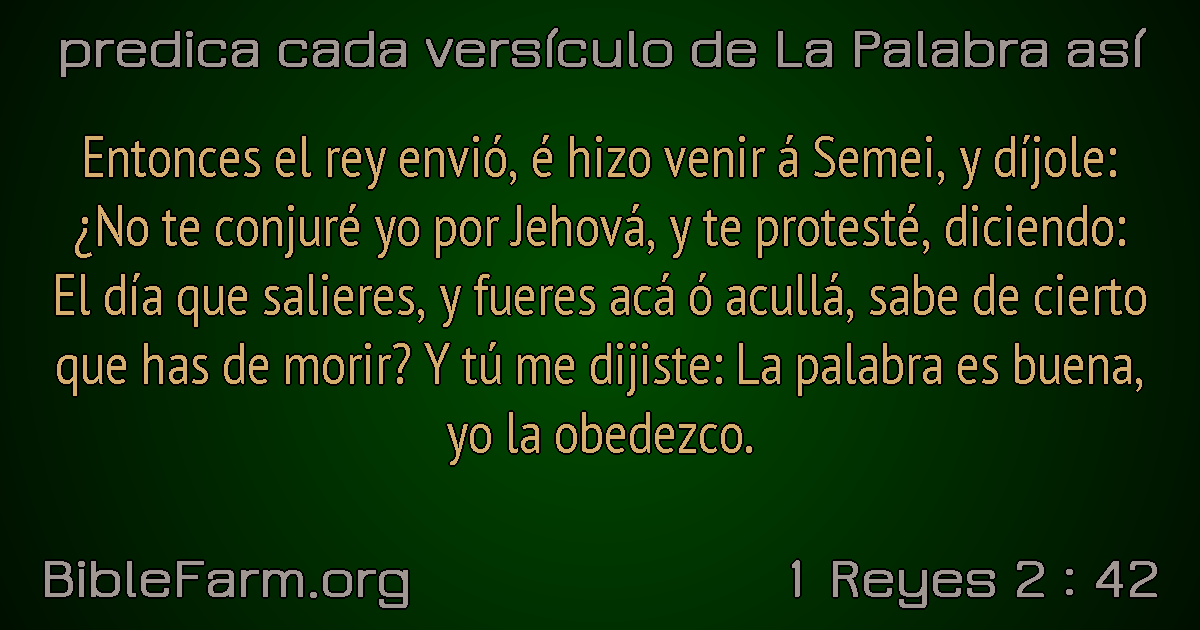 predica cada versículo de La Palabra así
Entonces el rey envió, é hizo venir á Semei, y díjole:
¿No te conjuré yo por Jehová, y te protesté, diciendo:
El día que salieres, y fueres acá ó acullá, sabe de cierto
que has de morir? Y tú me dijiste: La palabra es buena,
yo la obedezco.
BibleFarm.org
1 Reyes 2 : 42